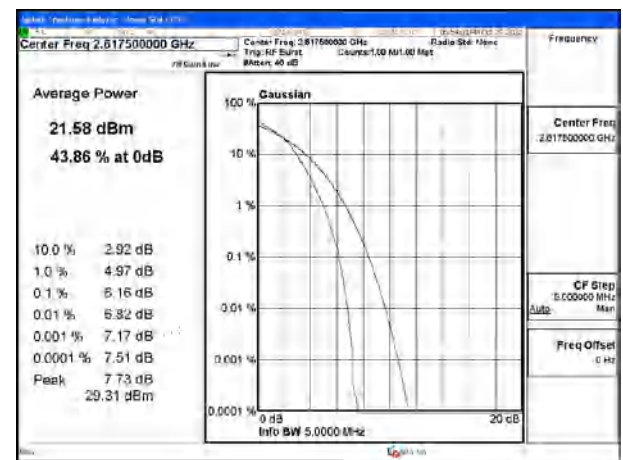 Center Freq 2.617500000 GHz
Center Freq: 2.617500000 GHz
Radio Std: None
Trig: RF Burst
Counts:1.00 M/1.00 Mpt
#Atten: 40 dB
Frequency
Average Power
21.58 dBm
43.86 % at 0dB
10.0 % 2.92 dB
1.0 % 4.97 dB
0.1 % 6.16 dB
0.01 % 6.82 dB
0.001 % 7.17 dB
0.0001 % 7.51 dB
Peak 7.73 dB
29.31 dBm
Gaussian
100 %
10 %
1 %
0.1 %
0.01 %
0.001 %
0.0001 %
0 dB
20 dB
Info BW 5.0000 MHz
Center Freq
2.617500000 GHz
CF Step
5.000000 MHz
Auto Man
Freq Offset
0 Hz